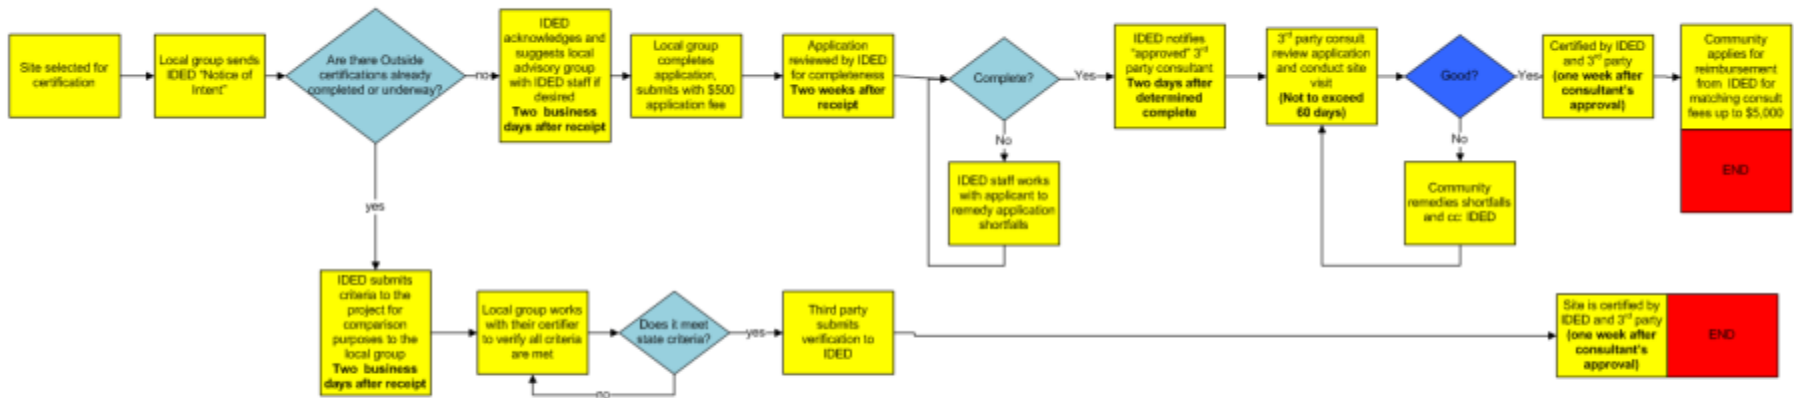 Site selected for
certification
Local group sends
IDED "Notice of
Intent"
Are there Outside
certifications already
completed or underway?
no
IDED
acknowledges and
suggests local
advisory group
with IDED staff if
desired
Two business
days after receipt
Local group
completes
application,
submits with $500
application fee
Application
reviewed by IDED
for completeness
Two weeks after
receipt
Complete?
Yes
IDED notifies
"approved" 3rd
party consultant
Two days after
determined
complete
3rd party consult
review application
and conduct site
visit
(Not to exceed
60 days)
Good?
Yes
Certified by IDED
and 3rd party
(one week after
consultant's
approval)
Community
applies for
reimbursement
from IDED for
matching consult
fees up to $5,000
END
No
IDED staff works
with applicant to
remedy application
shortfalls
No
Community
remedies shortfalls
and cc: IDED
yes
IDED submits
criteria to the
project for
comparison
purposes to the
local group
Two business
days after receipt
Local group works
with their certifier
to verify all criteria
are met
Does it meet
state criteria?
yes
no
Third party
submits
verification to
IDED
Site is certified by
IDED and 3rd party
(one week after
consultant's
approval)
END